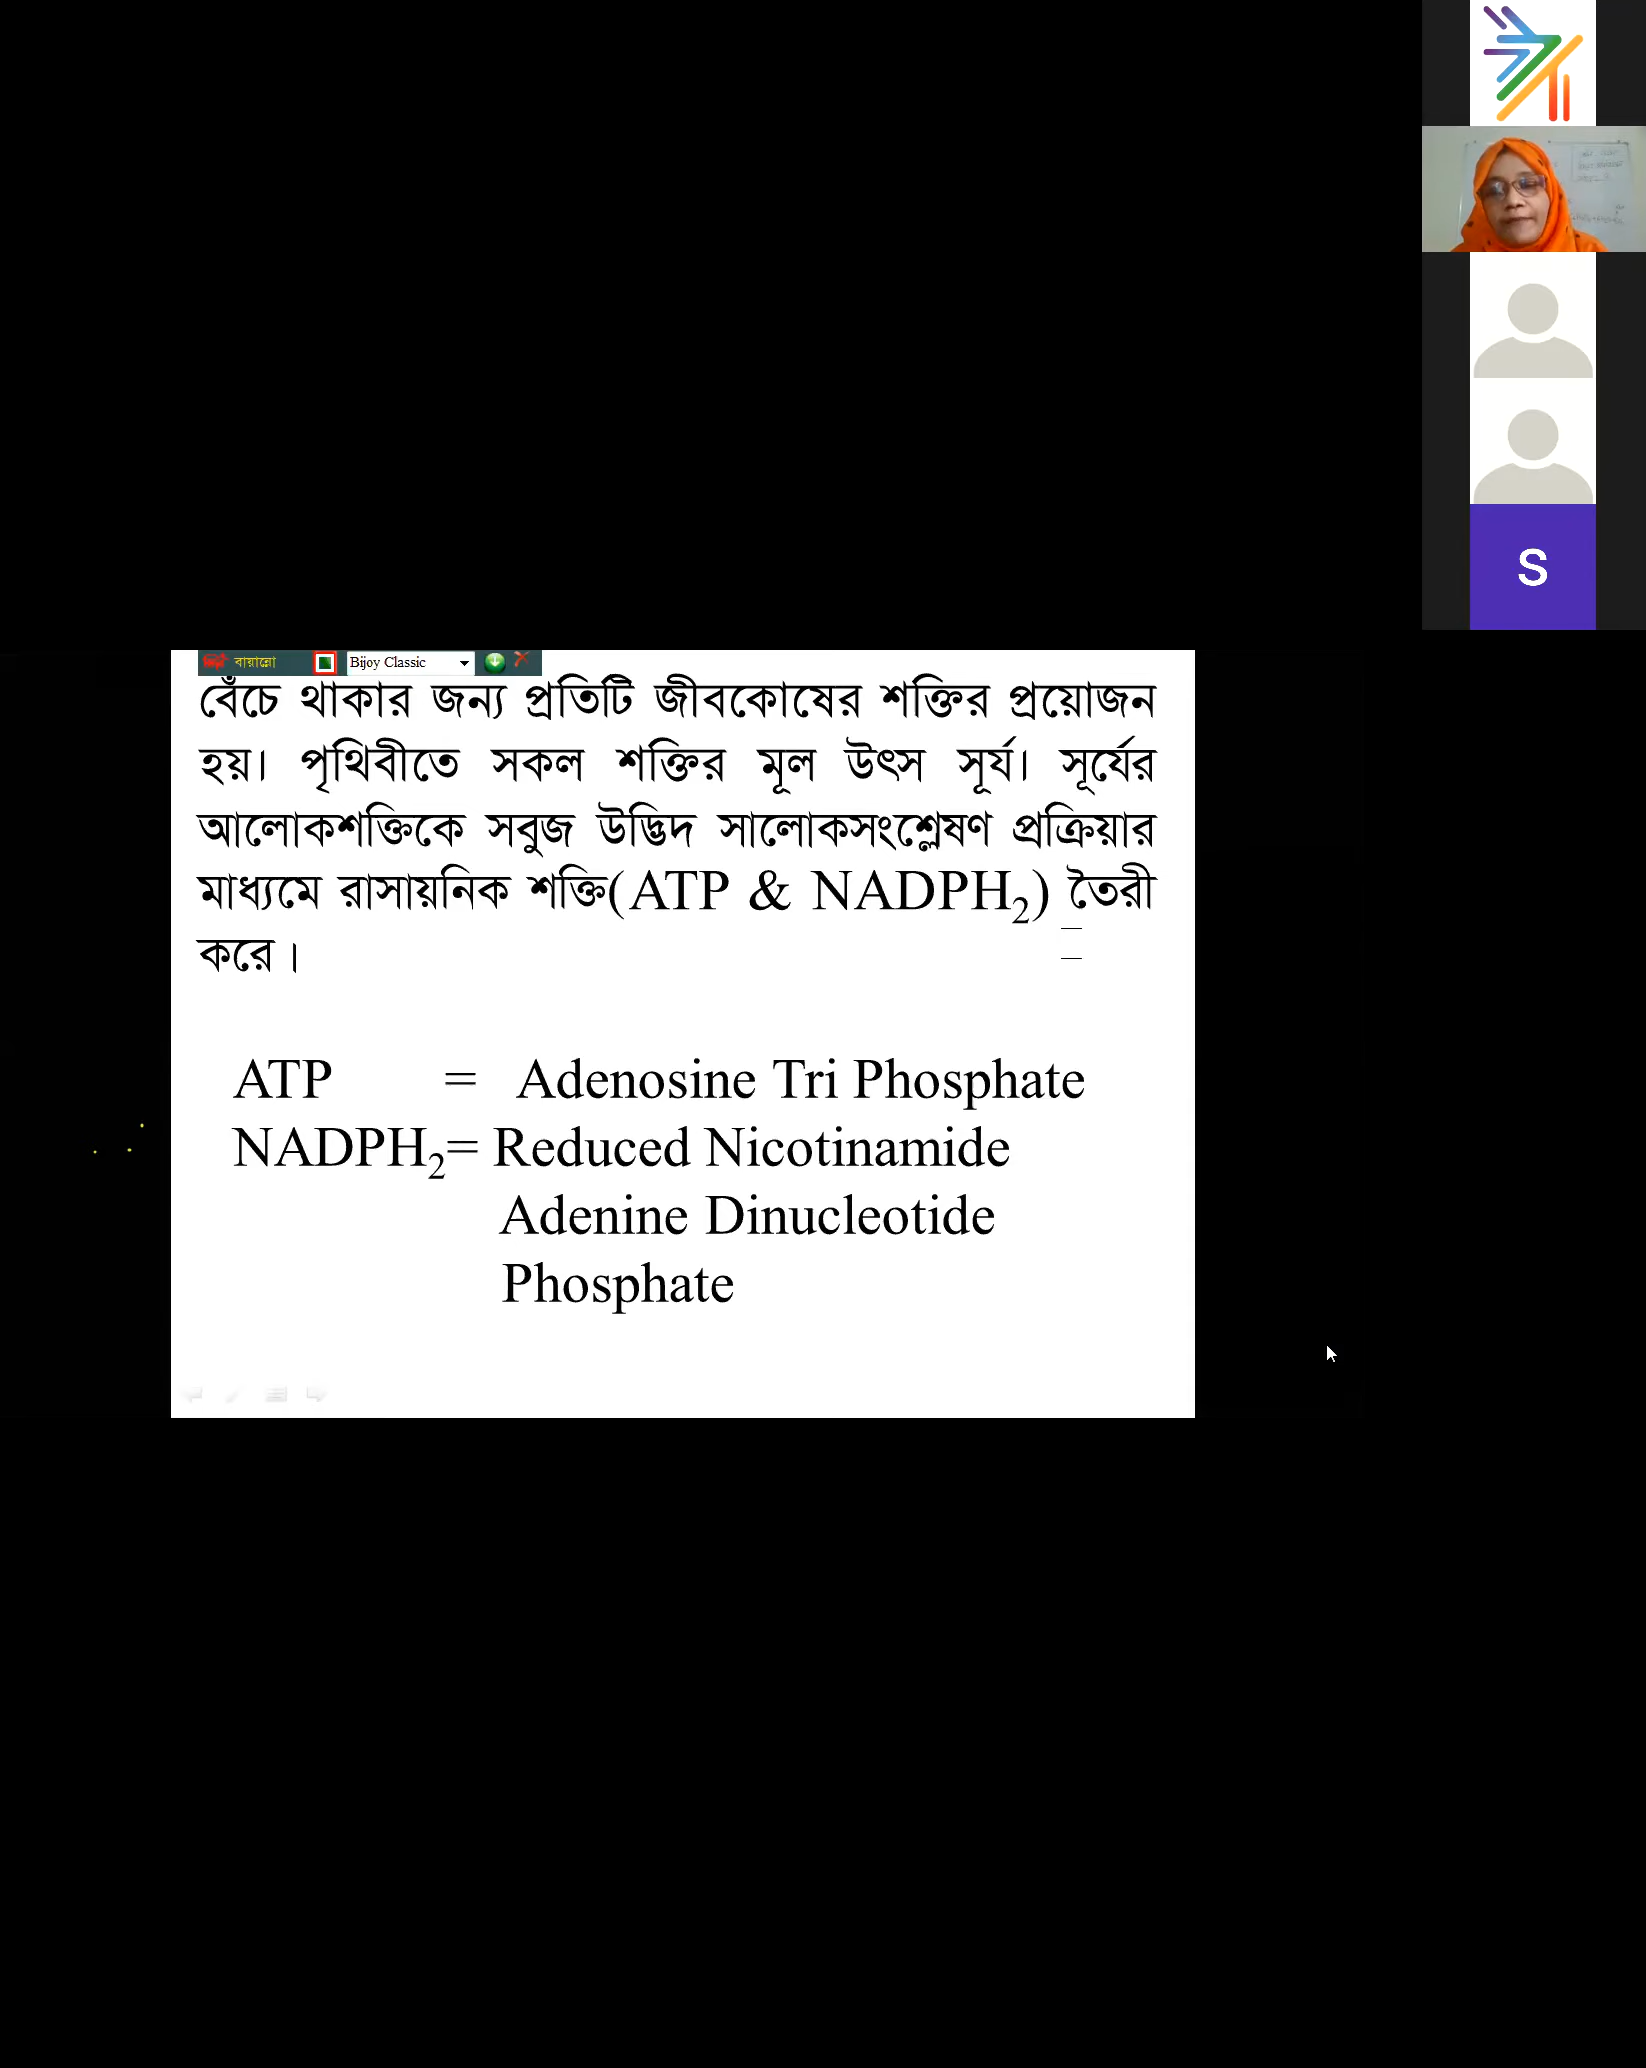 S
বায়ান্নো Bijoy Classic
বেঁচে থাকার জন্য প্রতিটি জীবকোষের শক্তির প্রয়োজন
হয়। পৃথিবীতে সকল শক্তির মূল উৎস সূর্য। সূর্যের
আলোকশক্তিকে সবুজ উদ্ভিদ সালোকসংশ্লেষণ প্রক্রিয়ার
মাধ্যমে রাসায়নিক শক্তি(ATP & NADPH₂) তৈরী
করে।
ATP = Adenosine Tri Phosphate
NADPH₂= Reduced Nicotinamide
Adenine Dinucleotide
Phosphate